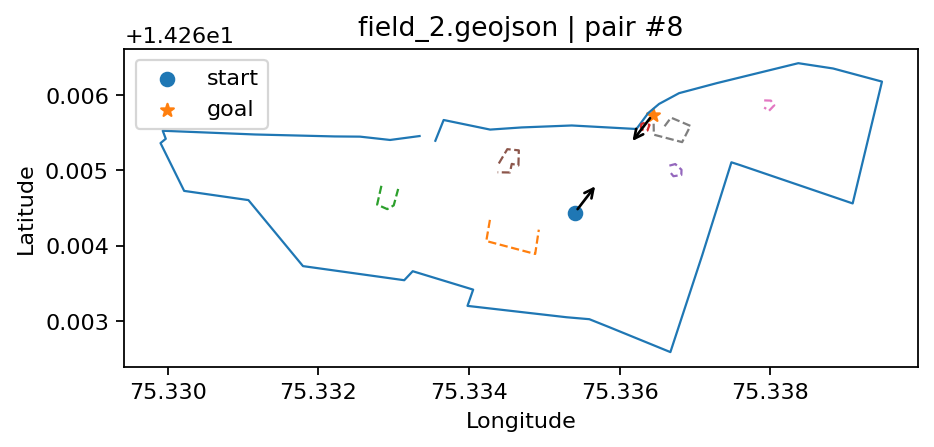 field_2.geojson | pair #8
+1.426e1
start
goal
0.006
0.005
0.004
0.003
Latitude
75.330
75.332
75.334
75.336
75.338
Longitude